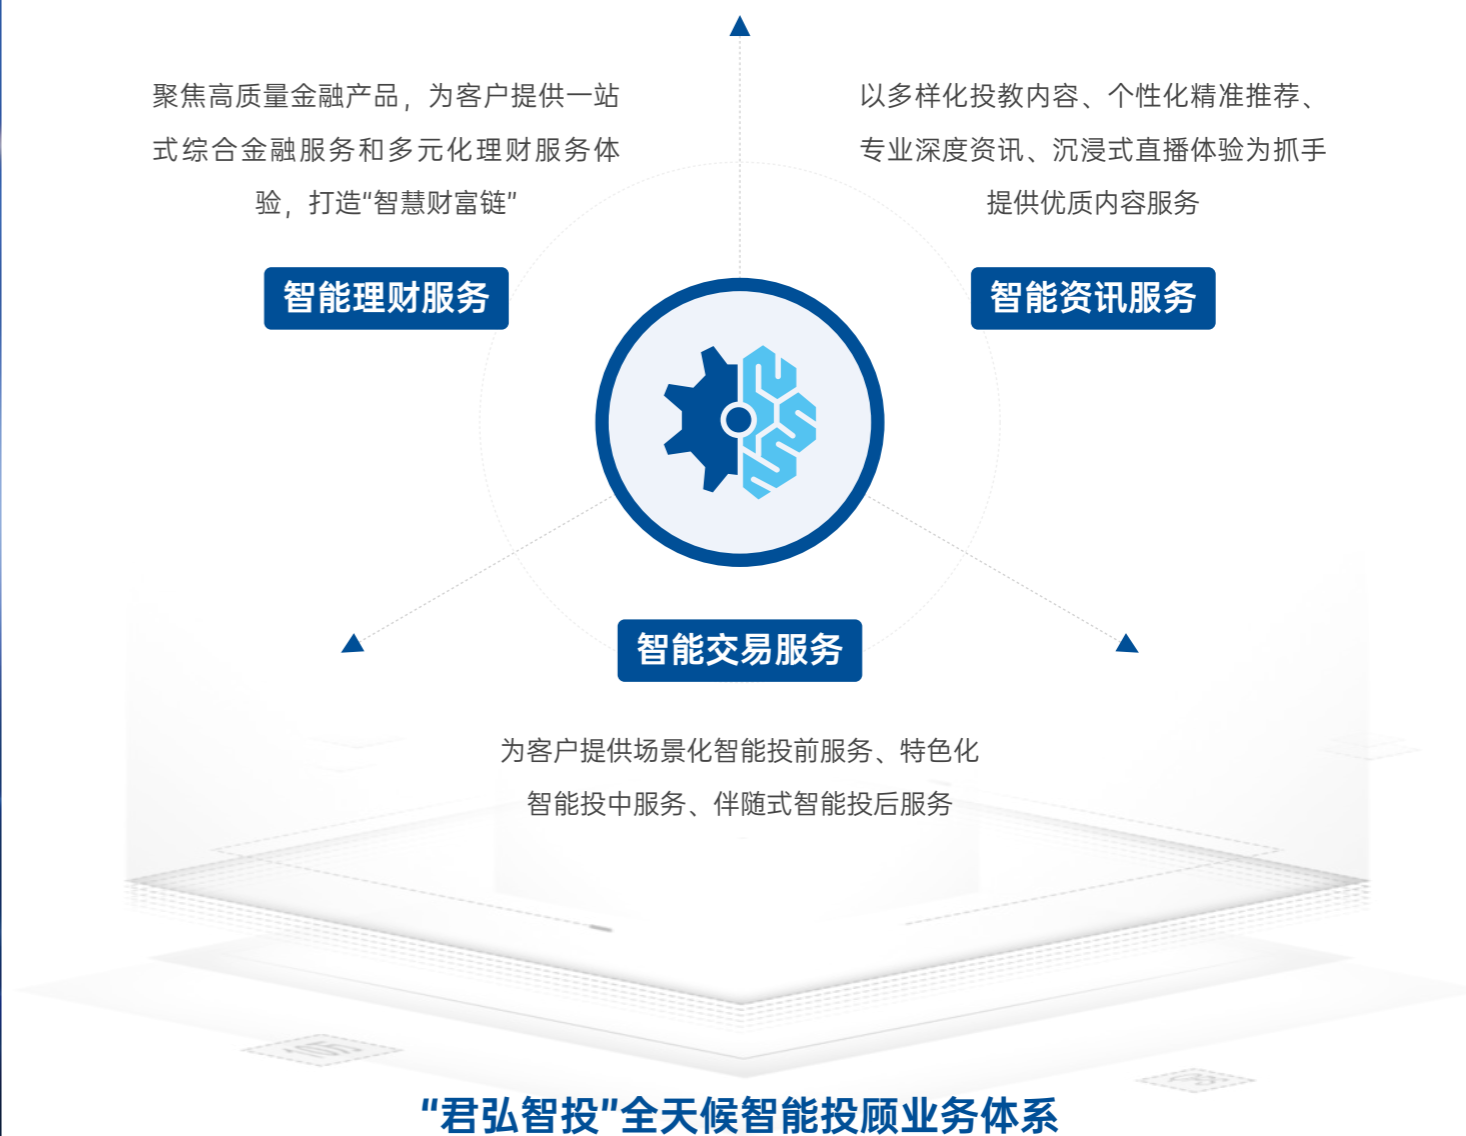 聚焦高质量金融产品，为客户提供一站
式综合金融服务和多元化理财服务体
验，打造“智慧财富链”
智能理财服务
以多样化投教内容、个性化精准推荐、
专业深度资讯、沉浸式直播体验为抓手
提供优质内容服务
智能资讯服务
智能交易服务
为客户提供场景化智能投前服务、特色化
智能投中服务、伴随式智能投后服务
“君弘智投”全天候智能投顾业务体系